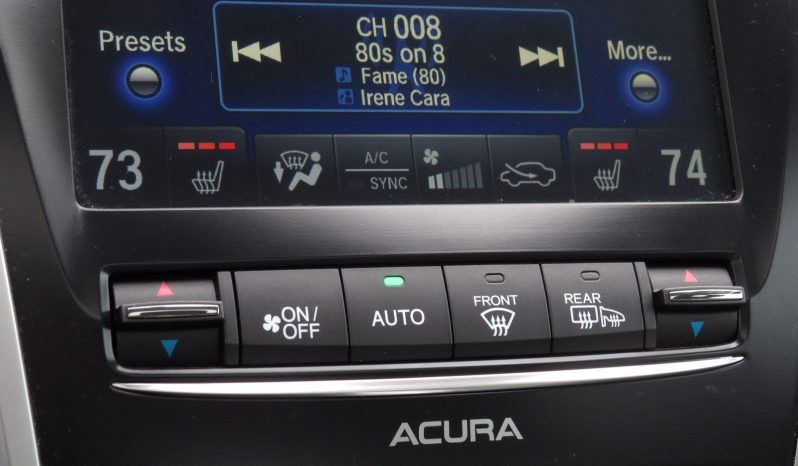 CH 008
Presets
80s on 8
More...
Fame (80)
Irene Cara
73
A/C
SYNC
74
ON/
OFF
AUTO
FRONT
REAR
ACURA